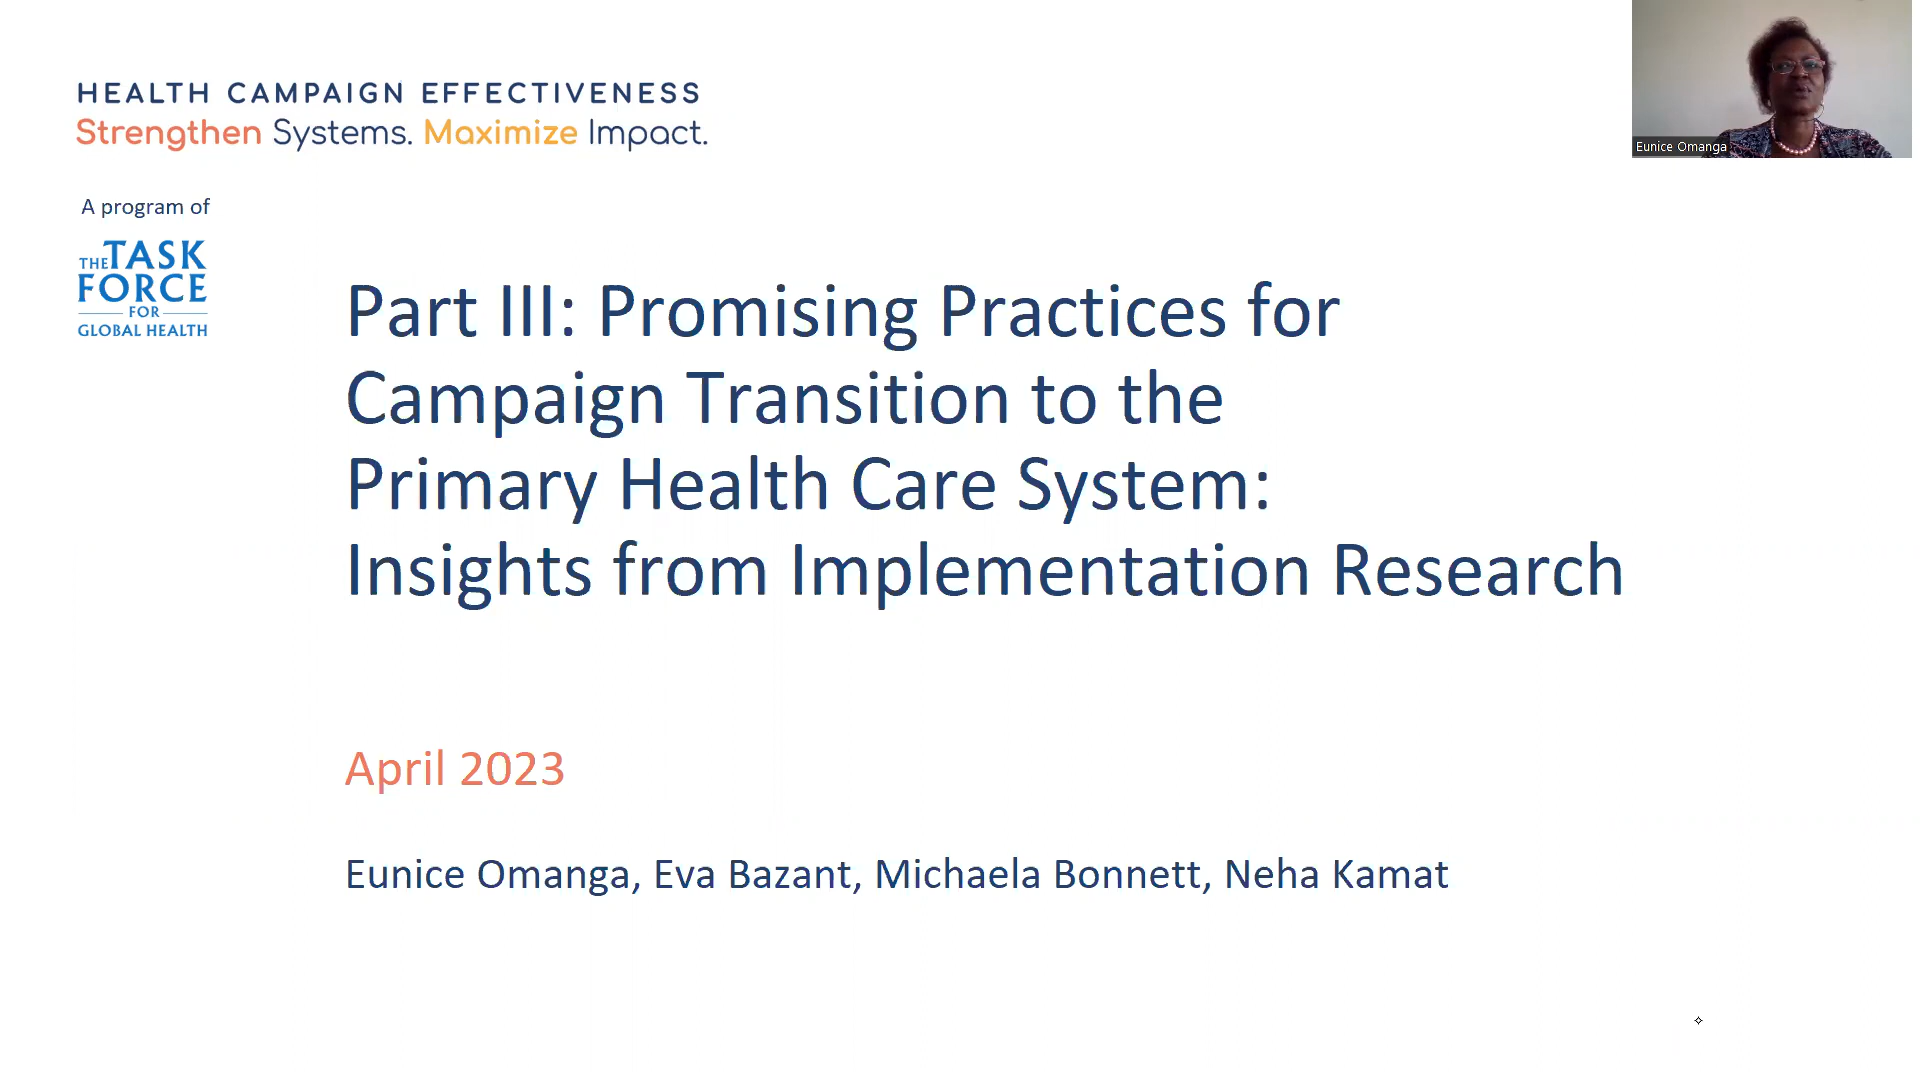 HEALTH CAMPAIGN EFFECTIVENESS
Strengthen Systems. Maximize Impact.
Eunice Omanga
A program of
THE TASK
FORCE
FOR
GLOBAL HEALTH
Part III: Promising Practices for
Campaign Transition to the
Primary Health Care System:
Insights from Implementation Research
April 2023
Eunice Omanga, Eva Bazant, Michaela Bonnett, Neha Kamat